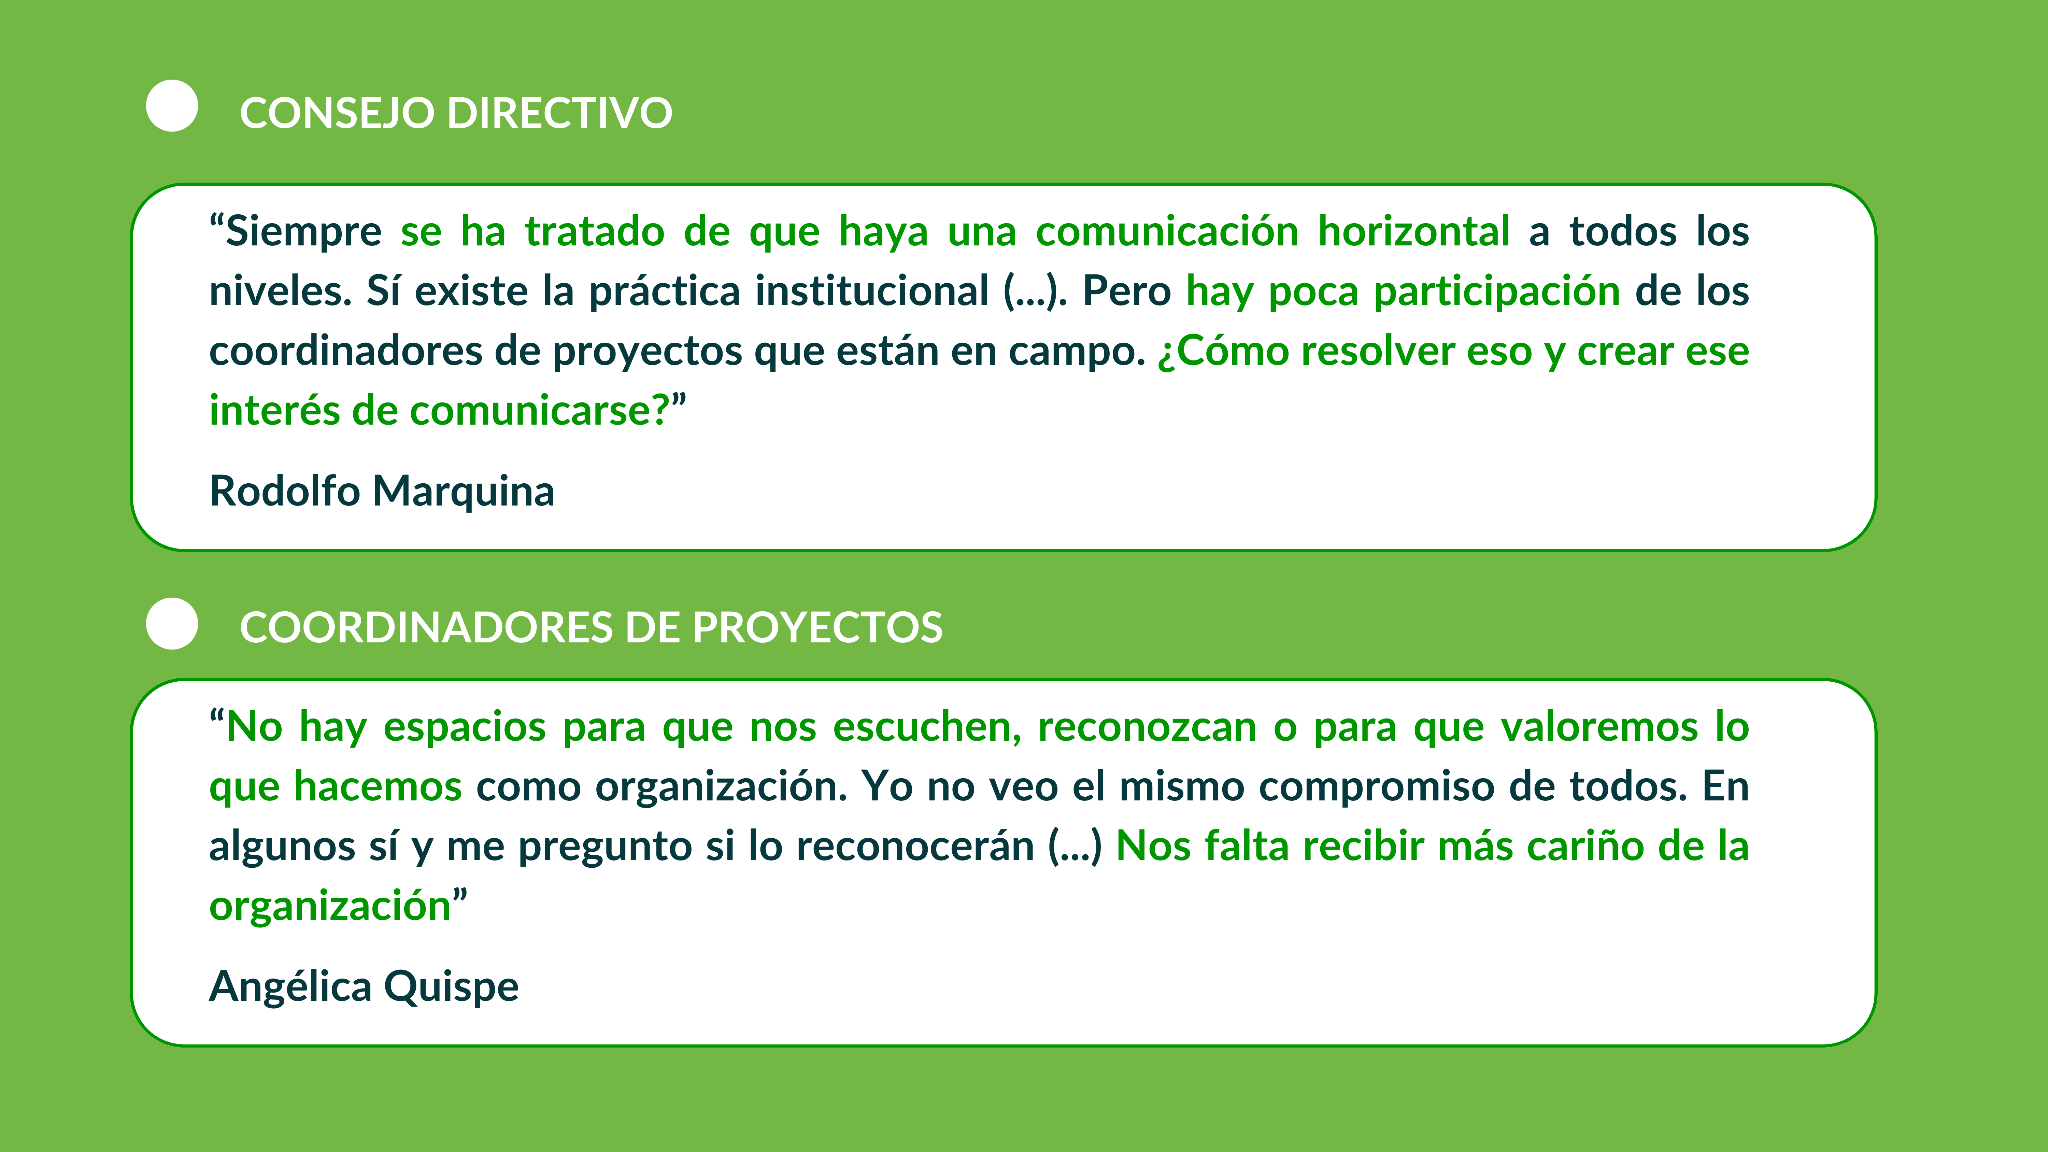 CONSEJO DIRECTIVO
“Siempre se ha tratado de que haya una comunicación horizontal a todos los
niveles. Sí existe la práctica institucional (...). Pero hay poca participación de los
coordinadores de proyectos que están en campo. ¿Cómo resolver eso y crear ese
interés de comunicarse?”
Rodolfo Marquina
COORDINADORES DE PROYECTOS
“No hay espacios para que nos escuchen, reconozcan o para que valoremos lo
que hacemos como organización. Yo no veo el mismo compromiso de todos. En
algunos sí y me pregunto si lo reconocerán (...) Nos falta recibir más cariño de la
organización”
Angélica Quispe